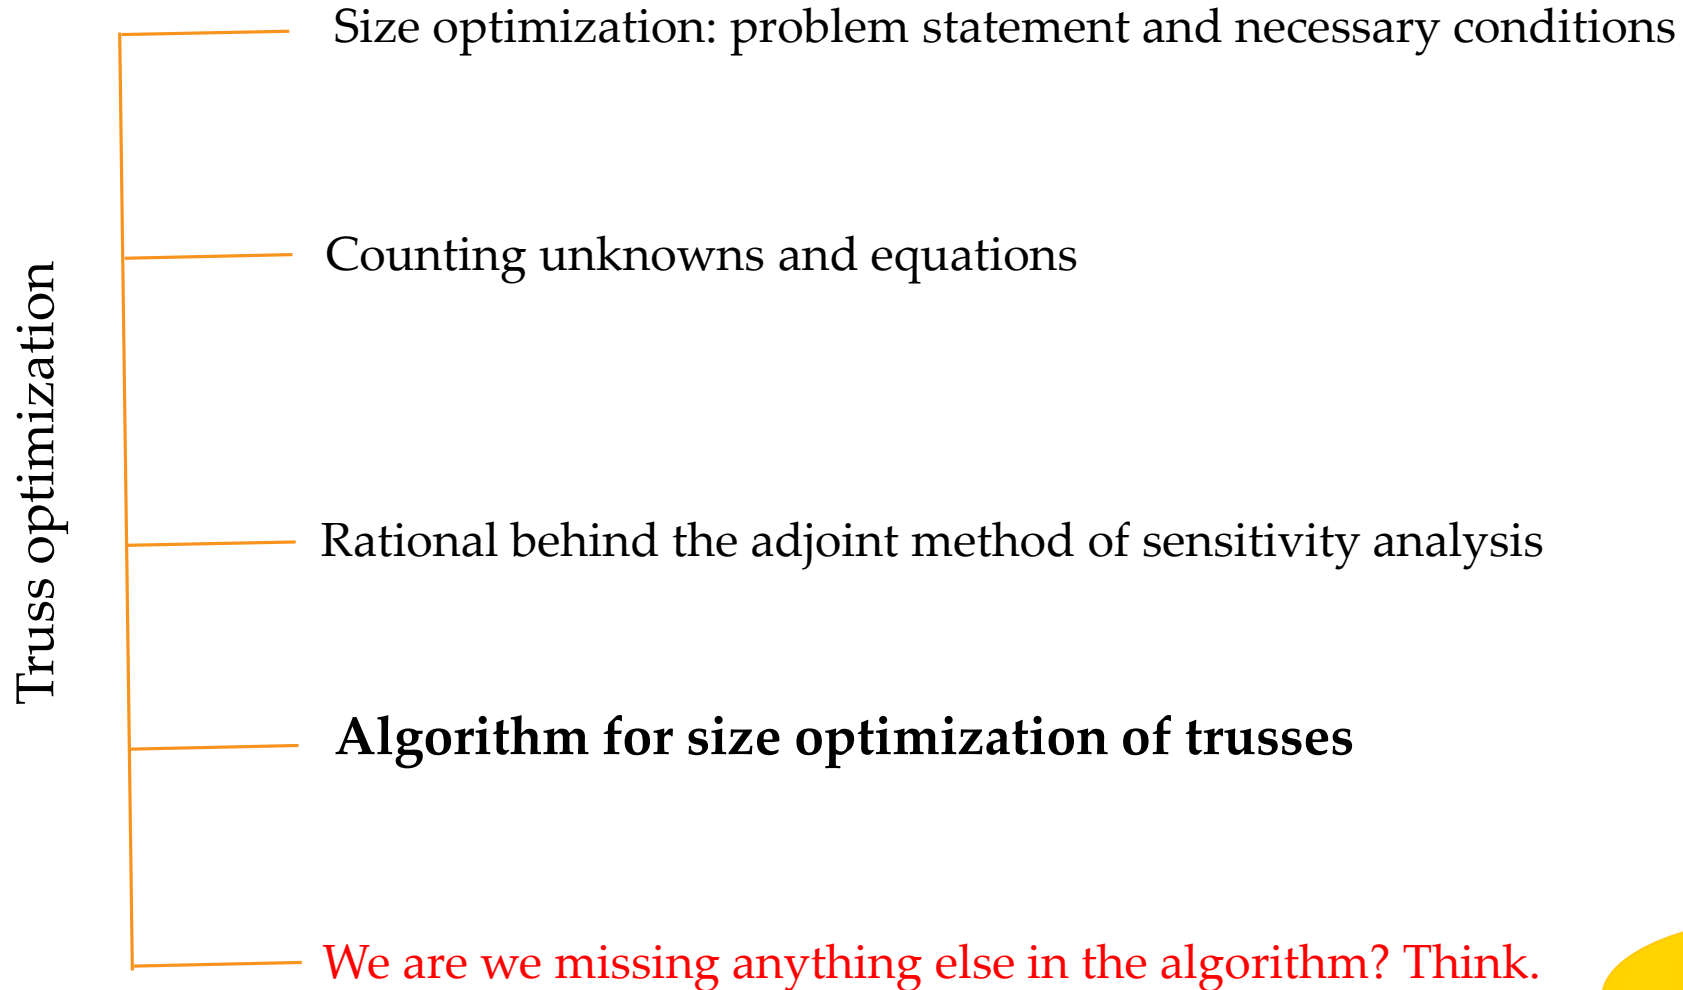 Truss optimization
Size optimization: problem statement and necessary conditions
Counting unknowns and equations
Rational behind the adjoint method of sensitivity analysis
Algorithm for size optimization of trusses
We are we missing anything else in the algorithm? Think.